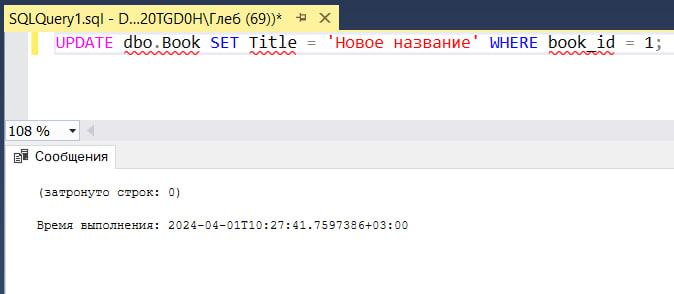 SQLQuery1.sql - D...20TGD0H\Глеб (69))*
UPDATE dbo.Book SET Title = 'Новое название' WHERE book_id = 1;
108 %
Сообщения
(затронуто строк: 0)
Время выполнения: 2024-04-01T10:27:41.7597386+03:00